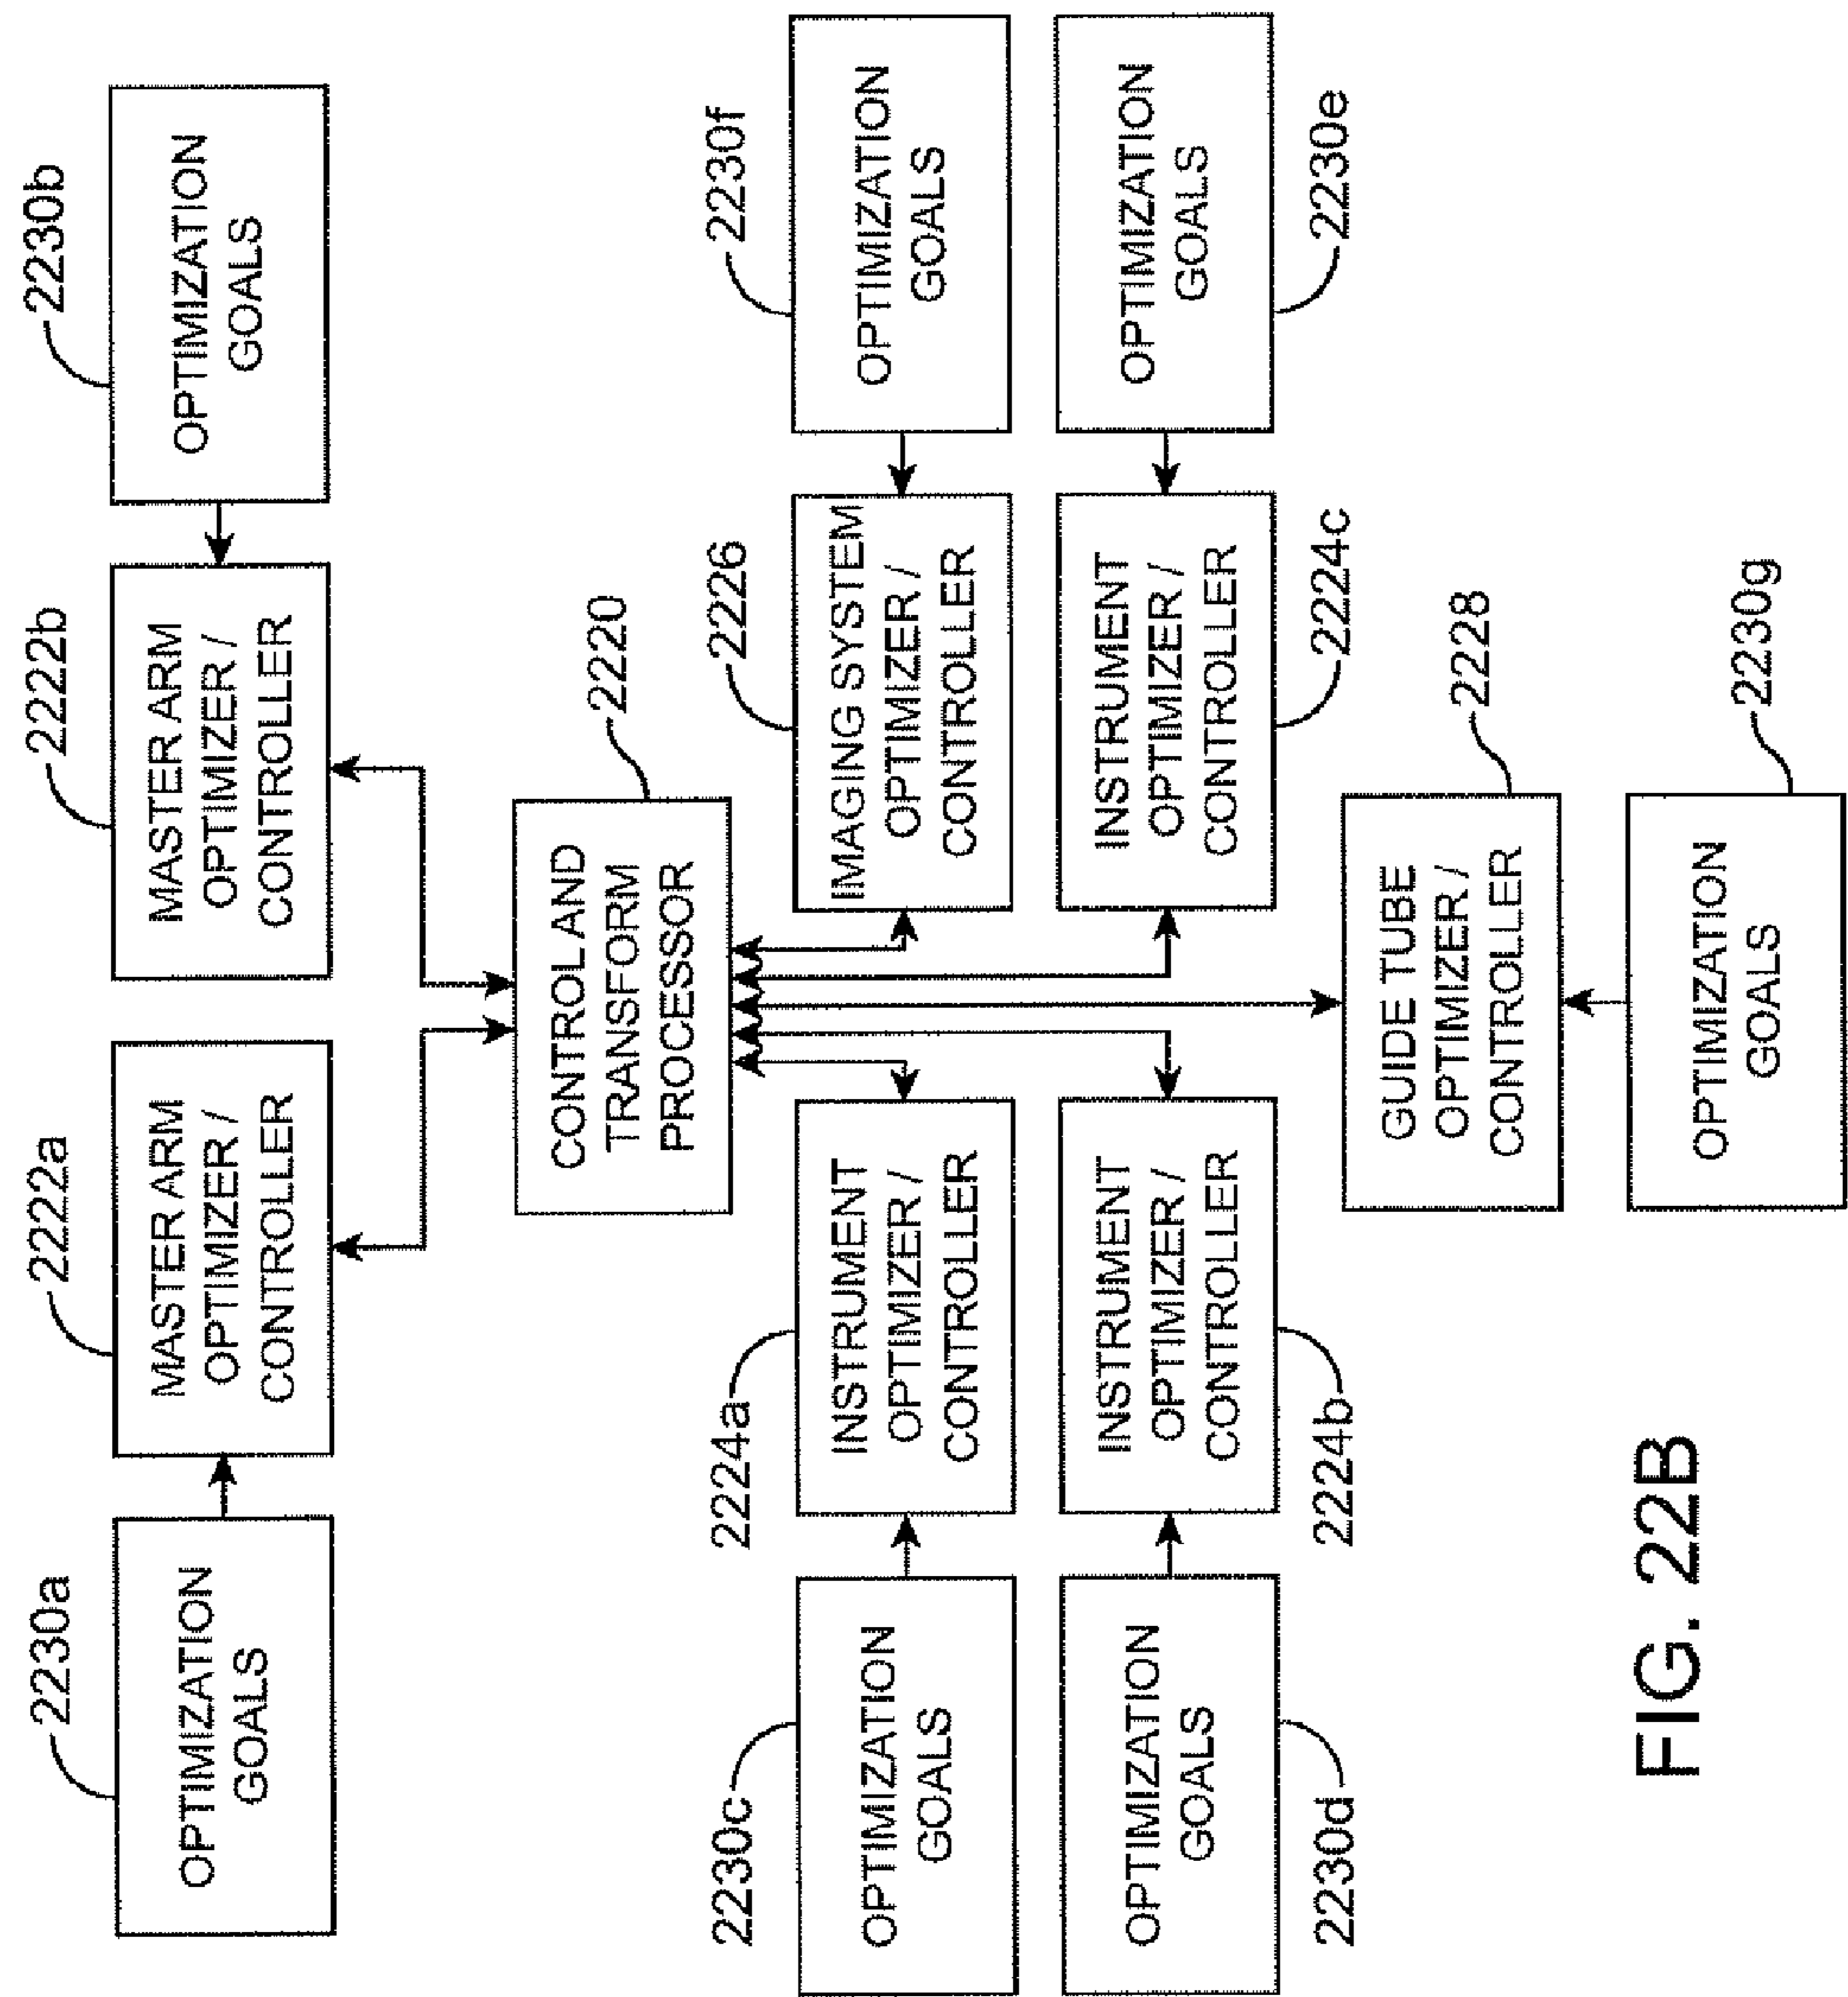 2230a
OPTIMIZATION
GOALS
2222a
MASTER ARM
OPTIMIZER /
CONTROLLER
2222b
MASTER ARM
OPTIMIZER /
CONTROLLER
2230b
OPTIMIZATION
GOALS
CONTROL AND
TRANSFORM
PROCESSOR
2220
2230c
OPTIMIZATION
GOALS
2224a
INSTRUMENT
OPTIMIZER /
CONTROLLER
2226
IMAGING SYSTEM
OPTIMIZER /
CONTROLLER
2230f
OPTIMIZATION
GOALS
OPTIMIZATION
GOALS
2230d
INSTRUMENT
OPTIMIZER /
CONTROLLER
2224b
INSTRUMENT
OPTIMIZER /
CONTROLLER
2224c
OPTIMIZATION
GOALS
2230e
GUIDE TUBE
OPTIMIZER /
CONTROLLER
2228
OPTIMIZATION
GOALS
2230g
FIG. 22B